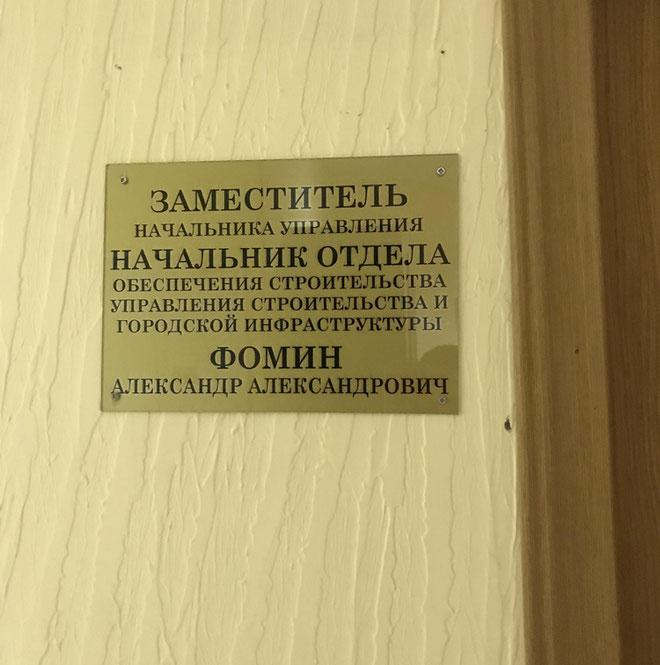 ЗАМЕСТИТЕЛЬ
НАЧАЛЬНИКА УПРАВЛЕНИЯ
НАЧАЛЬНИК ОТДЕЛА
ОБЕСПЕЧЕНИЯ СТРОИТЕЛЬСТВА
УПРАВЛЕНИЯ СТРОИТЕЛЬСТВА И
ГОРОДСКОЙ ИНФРАСТРУКТУРЫ
ФОМИН
АЛЕКСАНДР АЛЕКСАНДРОВИЧ